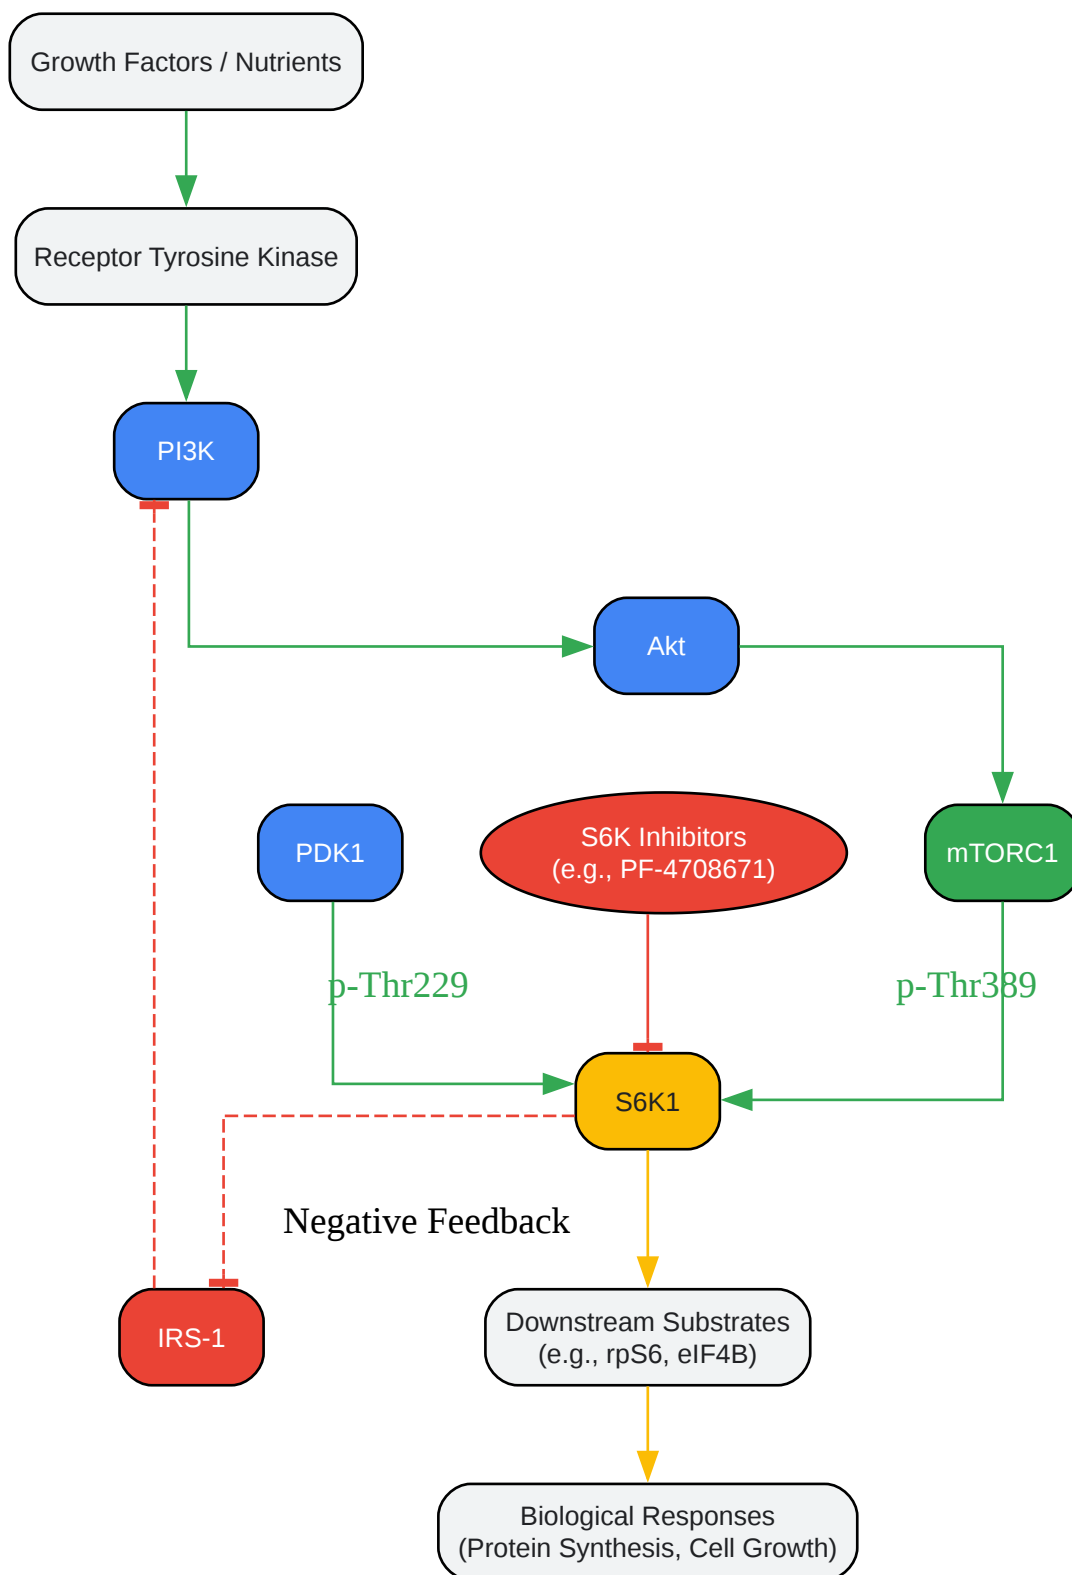 Growth Factors / Nutrients
Receptor Tyrosine Kinase
PI3K
Akt
PDK1
S6K Inhibitors
(e.g., PF-4708671)
mTORC1
p-Thr229
p-Thr389
S6K1
Negative Feedback
IRS-1
Downstream Substrates
(e.g., rpS6, eIF4B)
Biological Responses
(Protein Synthesis, Cell Growth)